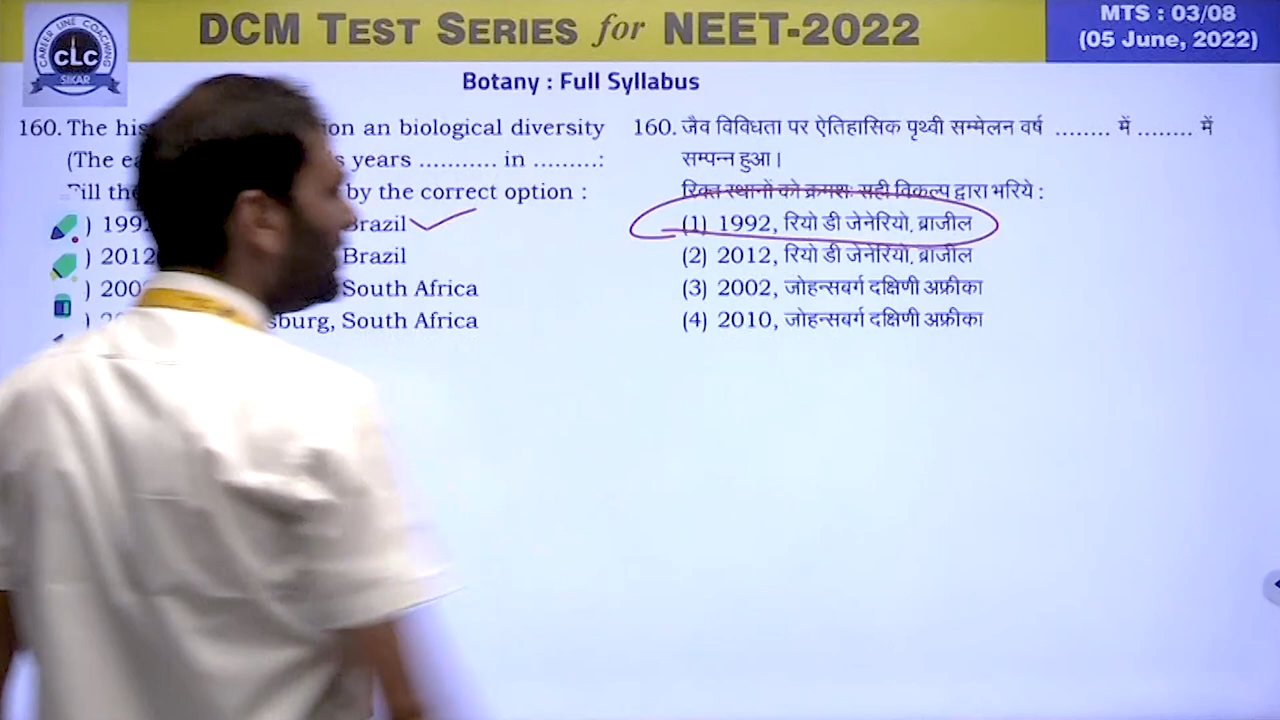 DCM TEST SERIES for NEET-2022
MTS : 03/08
(05 June, 2022)
CAREER LINE COACHING
CLC
SIKAR
Botany : Full Syllabus
160. The his on an biological diversity
(The ea s years ........... in .........:
Fill the by the correct option :
) 1992 Brazil
) 2012 Brazil
) 200 South Africa
) 20 sburg, South Africa
160. जैव विविधता पर ऐतिहासिक पृथ्वी सम्मेलन वर्ष ........ में ........ में
सम्पन्न हुआ।
रिक्त स्थानों को क्रमशः सही विकल्प द्वारा भरिये :
(1) 1992, रियो डी जेनेरियो, ब्राजील
(2) 2012, रियो डी जेनेरियो, ब्राजील
(3) 2002, जोहन्सबर्ग दक्षिणी अफ्रीका
(4) 2010, जोहन्सबर्ग दक्षिणी अफ्रीका